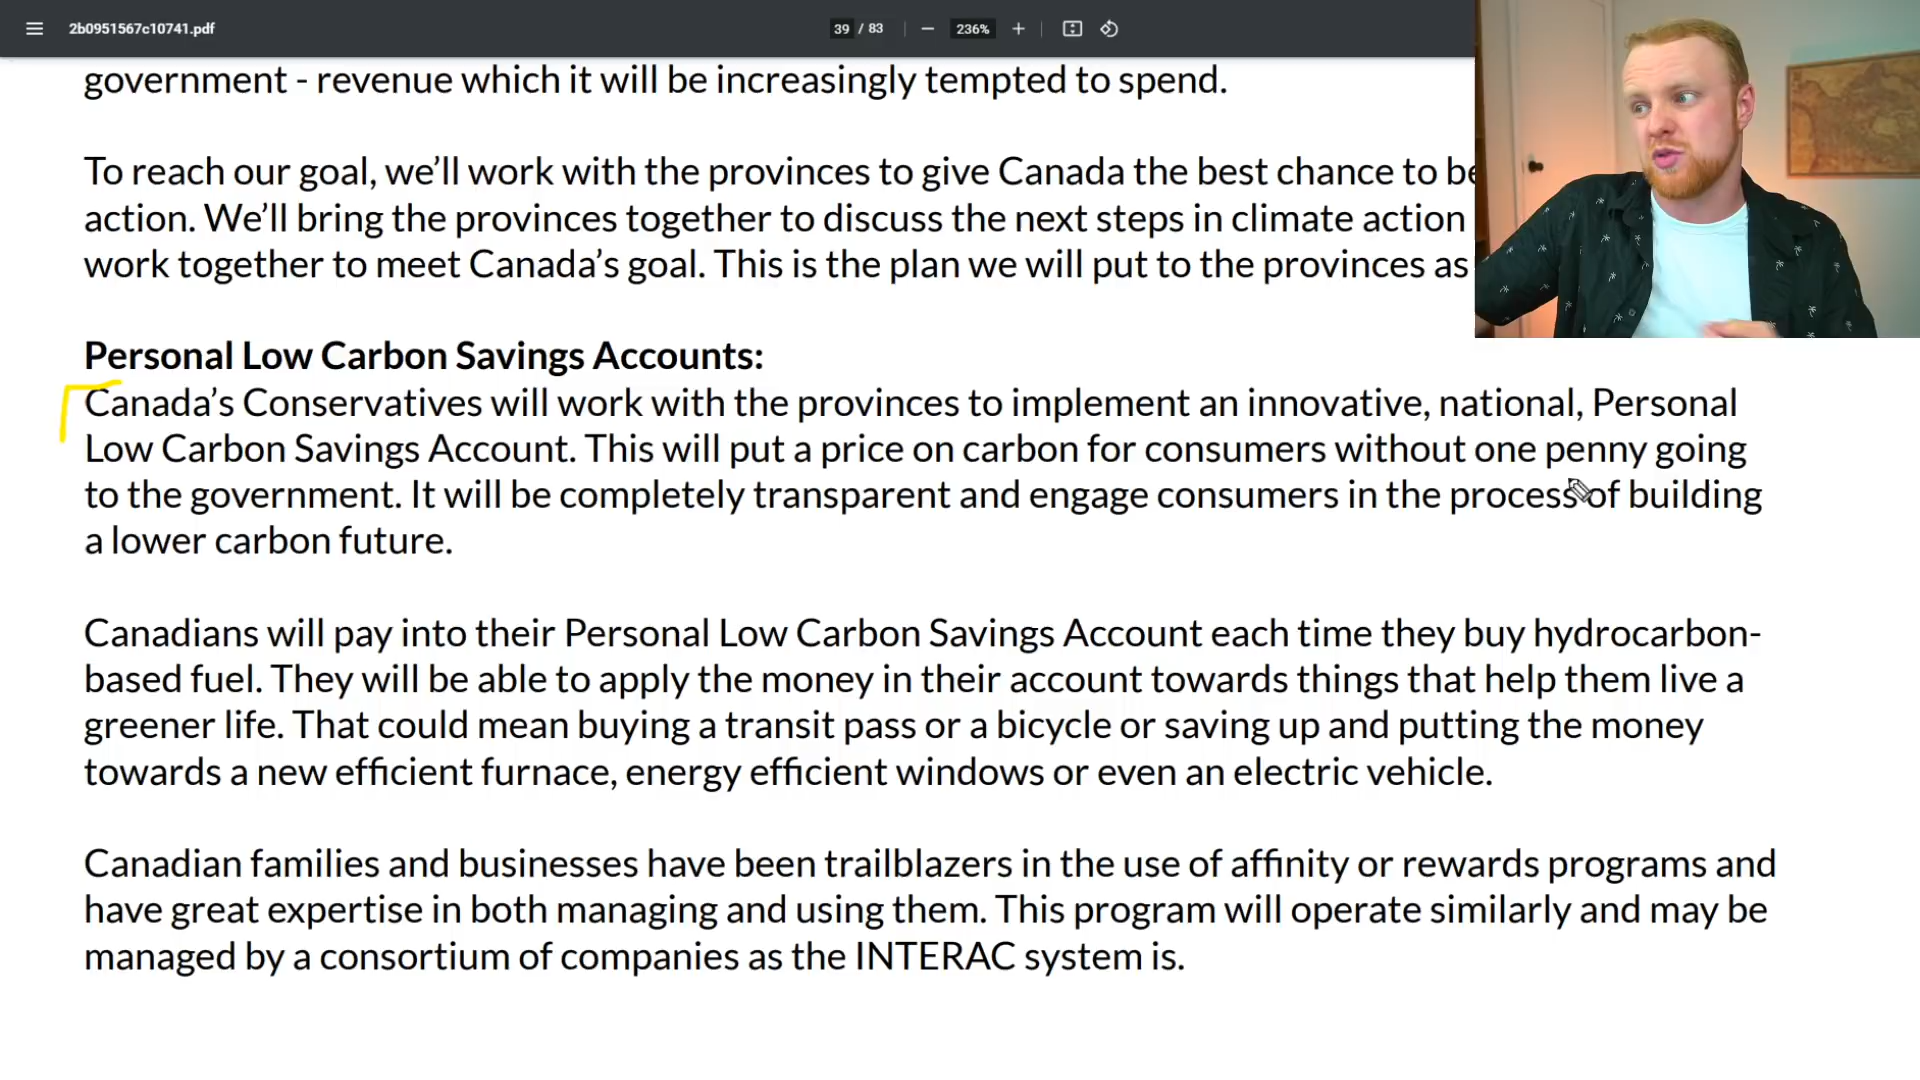 2b0951567c10741.pdf
39 / 83
236%
government - revenue which it will be increasingly tempted to spend.
To reach our goal, we’ll work with the provinces to give Canada the best chance to be
action. We’ll bring the provinces together to discuss the next steps in climate action
work together to meet Canada’s goal. This is the plan we will put to the provinces as
Personal Low Carbon Savings Accounts:
Canada’s Conservatives will work with the provinces to implement an innovative, national, Personal
Low Carbon Savings Account. This will put a price on carbon for consumers without one penny going
to the government. It will be completely transparent and engage consumers in the process of building
a lower carbon future.
Canadians will pay into their Personal Low Carbon Savings Account each time they buy hydrocarbon-
based fuel. They will be able to apply the money in their account towards things that help them live a
greener life. That could mean buying a transit pass or a bicycle or saving up and putting the money
towards a new efficient furnace, energy efficient windows or even an electric vehicle.
Canadian families and businesses have been trailblazers in the use of affinity or rewards programs and
have great expertise in both managing and using them. This program will operate similarly and may be
managed by a consortium of companies as the INTERAC system is.